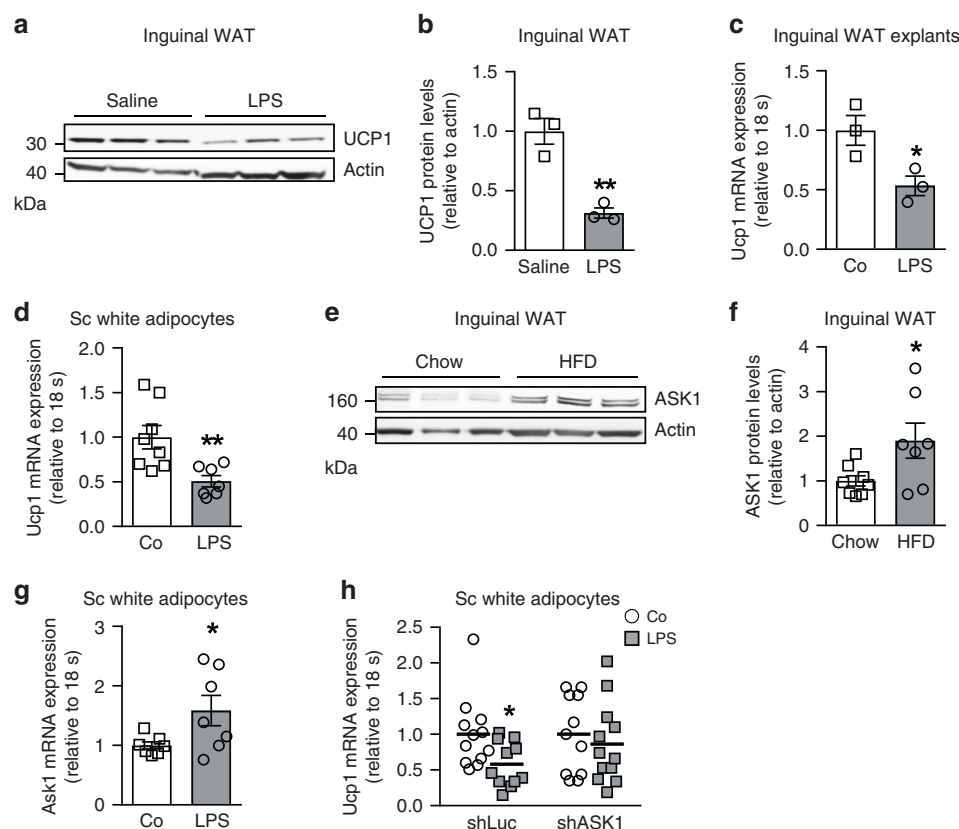 a
Inguinal WAT
Saline LPS
30 UCP1
40 Actin
kDa
b
Inguinal WAT
UCP1 protein levels
(relative to actin)
1.5
1.0
0.5
0.0
**
Saline LPS
c
Inguinal WAT explants
Ucp1 mRNA expression
(relative to 18 s)
1.5
1.0
0.5
0.0
*
Co LPS
d
Sc white adipocytes
Ucp1 mRNA expression
(relative to 18 s)
2.0
1.5
1.0
0.5
0.0
**
Co LPS
e
Inguinal WAT
Chow HFD
160 ASK1
40 Actin
kDa
f
Inguinal WAT
ASK1 protein levels
(relative to actin)
4
3
2
1
0
*
Chow HFD
g
Sc white adipocytes
Ask1 mRNA expression
(relative to 18 s)
3
2
1
0
*
Co LPS
h
Sc white adipocytes
Co
LPS
Ucp1 mRNA expression
(relative to 18 s)
2.5
2.0
1.5
1.0
0.5
0.0
*
shLuc shASK1